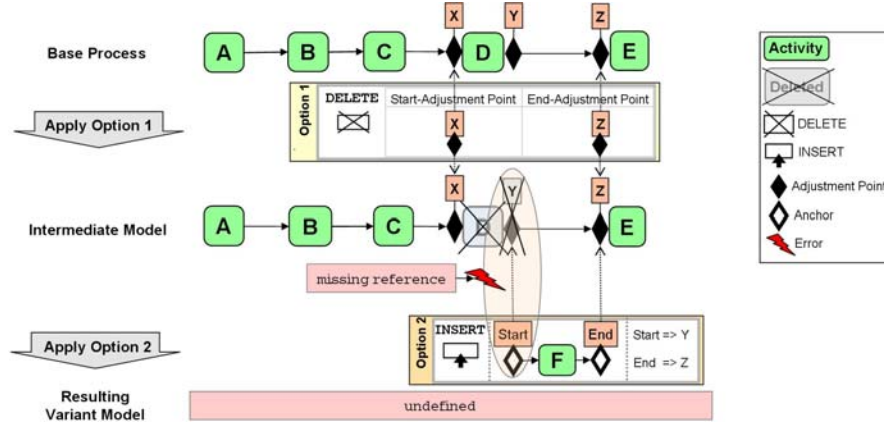 X Y Z
Base Process
A B C D E
Option 1
DELETE
Start-Adjustment Point
End-Adjustment Point
X Z
Apply Option 1
X Y Z
Intermediate Model
A B C D E
missing reference
Option 2
INSERT
Start
End
F
Start => Y
End => Z
Apply Option 2
Resulting
Variant Model
undefined
Activity
Deleted
DELETE
INSERT
Adjustment Point
Anchor
Error